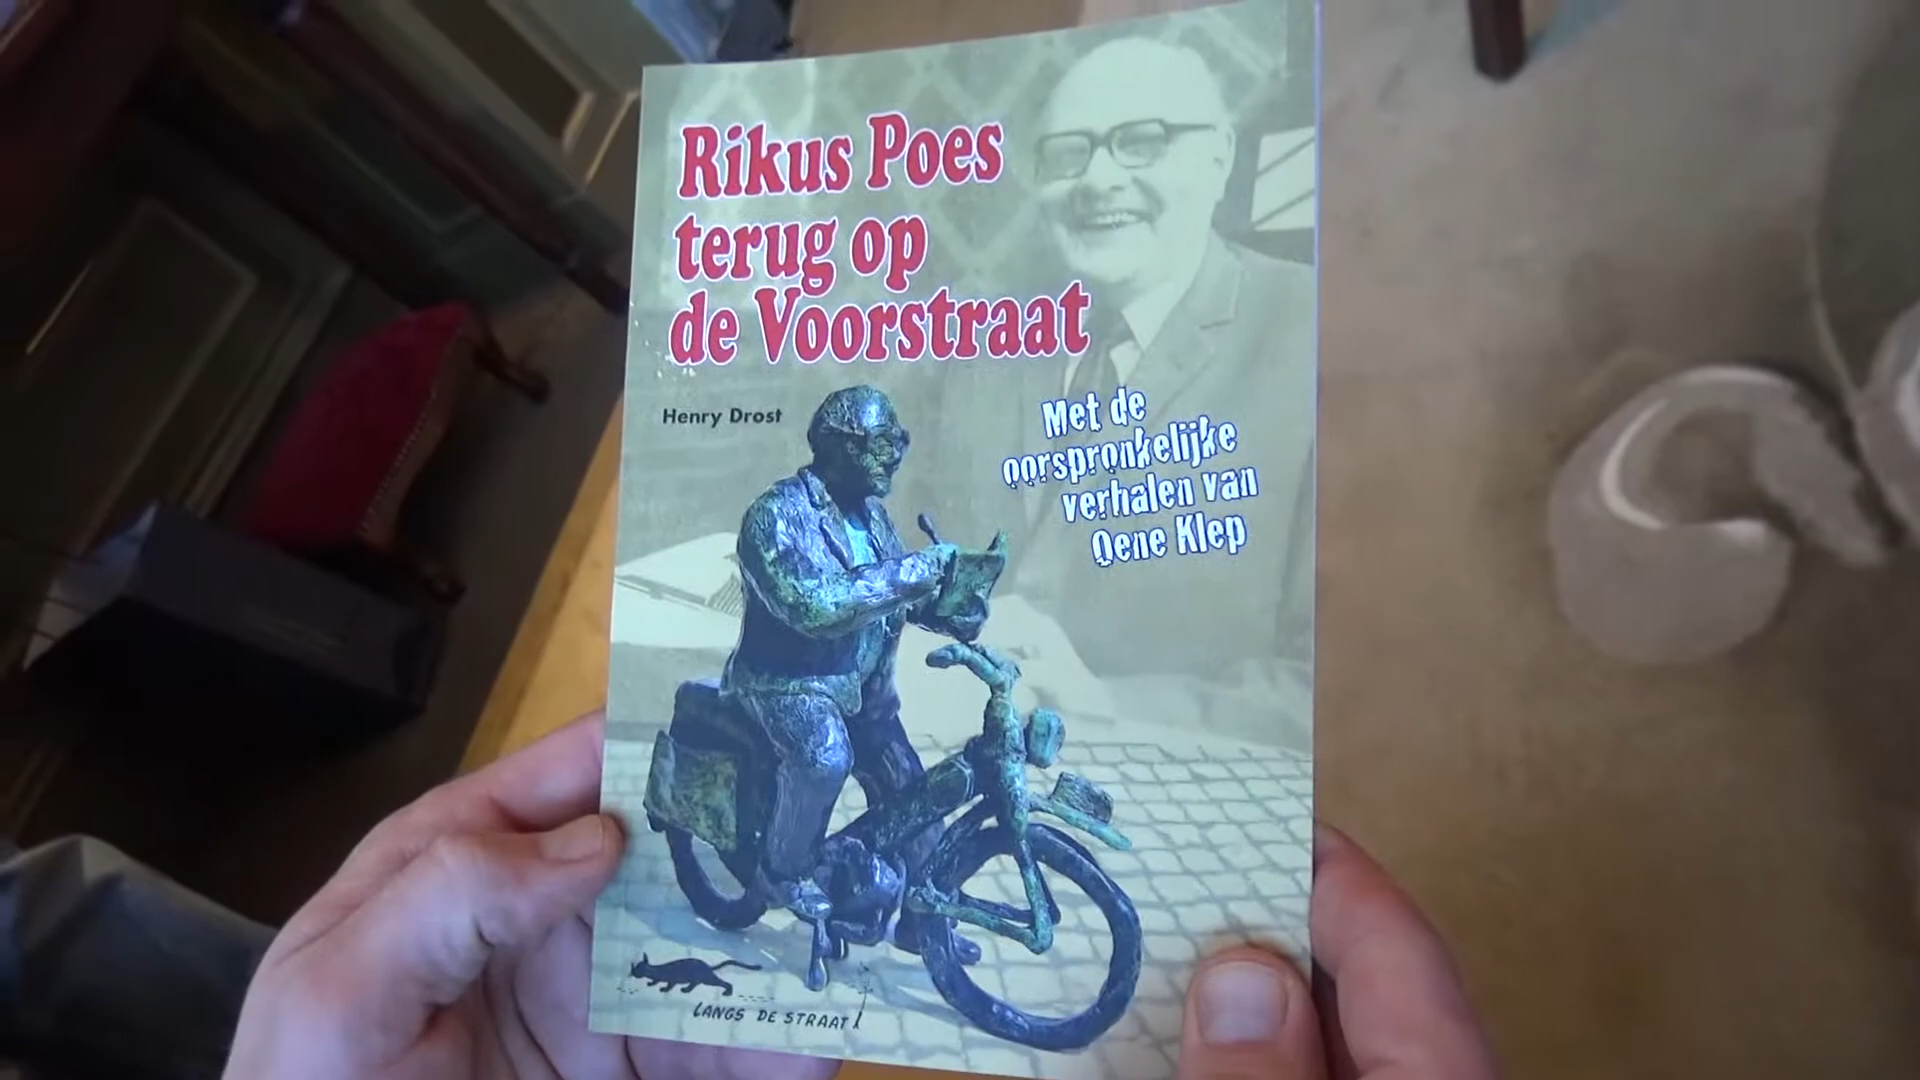 Rikus Poes
terug op
de Voorstraat
Henry Drost
Met de
oorspronkelijke
verhalen van
Oene Klep
LANGS DE STRAAT